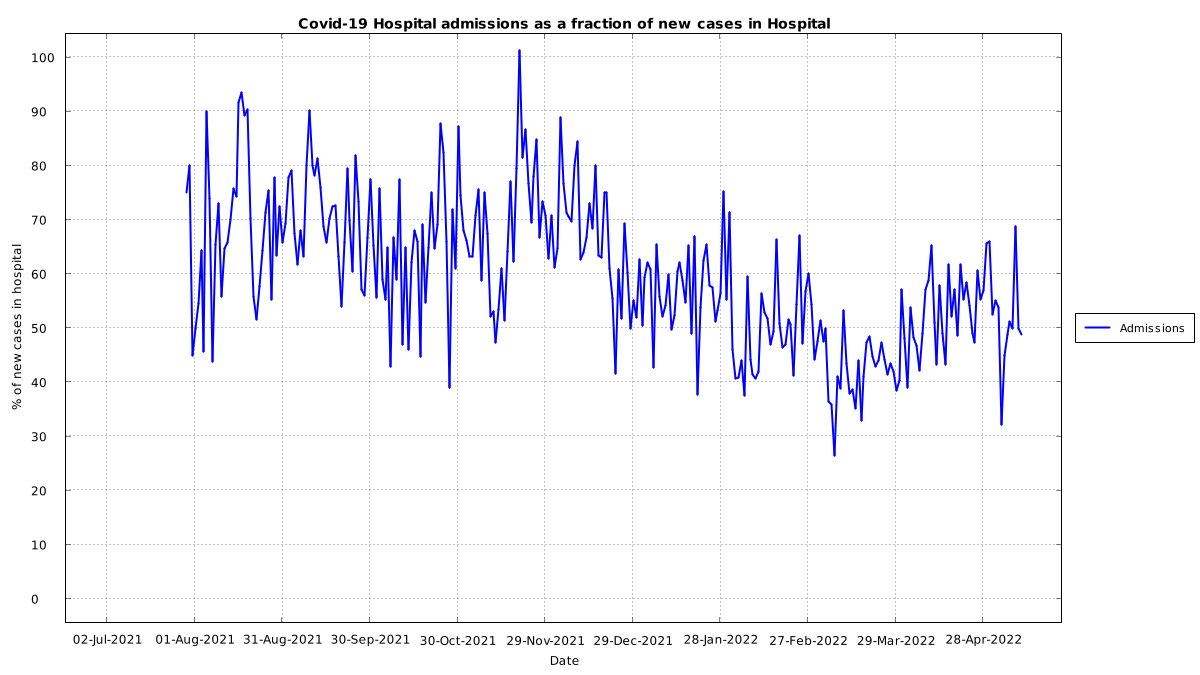 Covid-19 Hospital admissions as a fraction of new cases in Hospital
100
90
80
70
60
50
40
30
20
10
0
% of new cases in hospital
02-Jul-2021 01-Aug-2021 31-Aug-2021 30-Sep-2021 30-Oct-2021 29-Nov-2021 29-Dec-2021 28-Jan-2022 27-Feb-2022 29-Mar-2022 28-Apr-2022
Date
Admissions